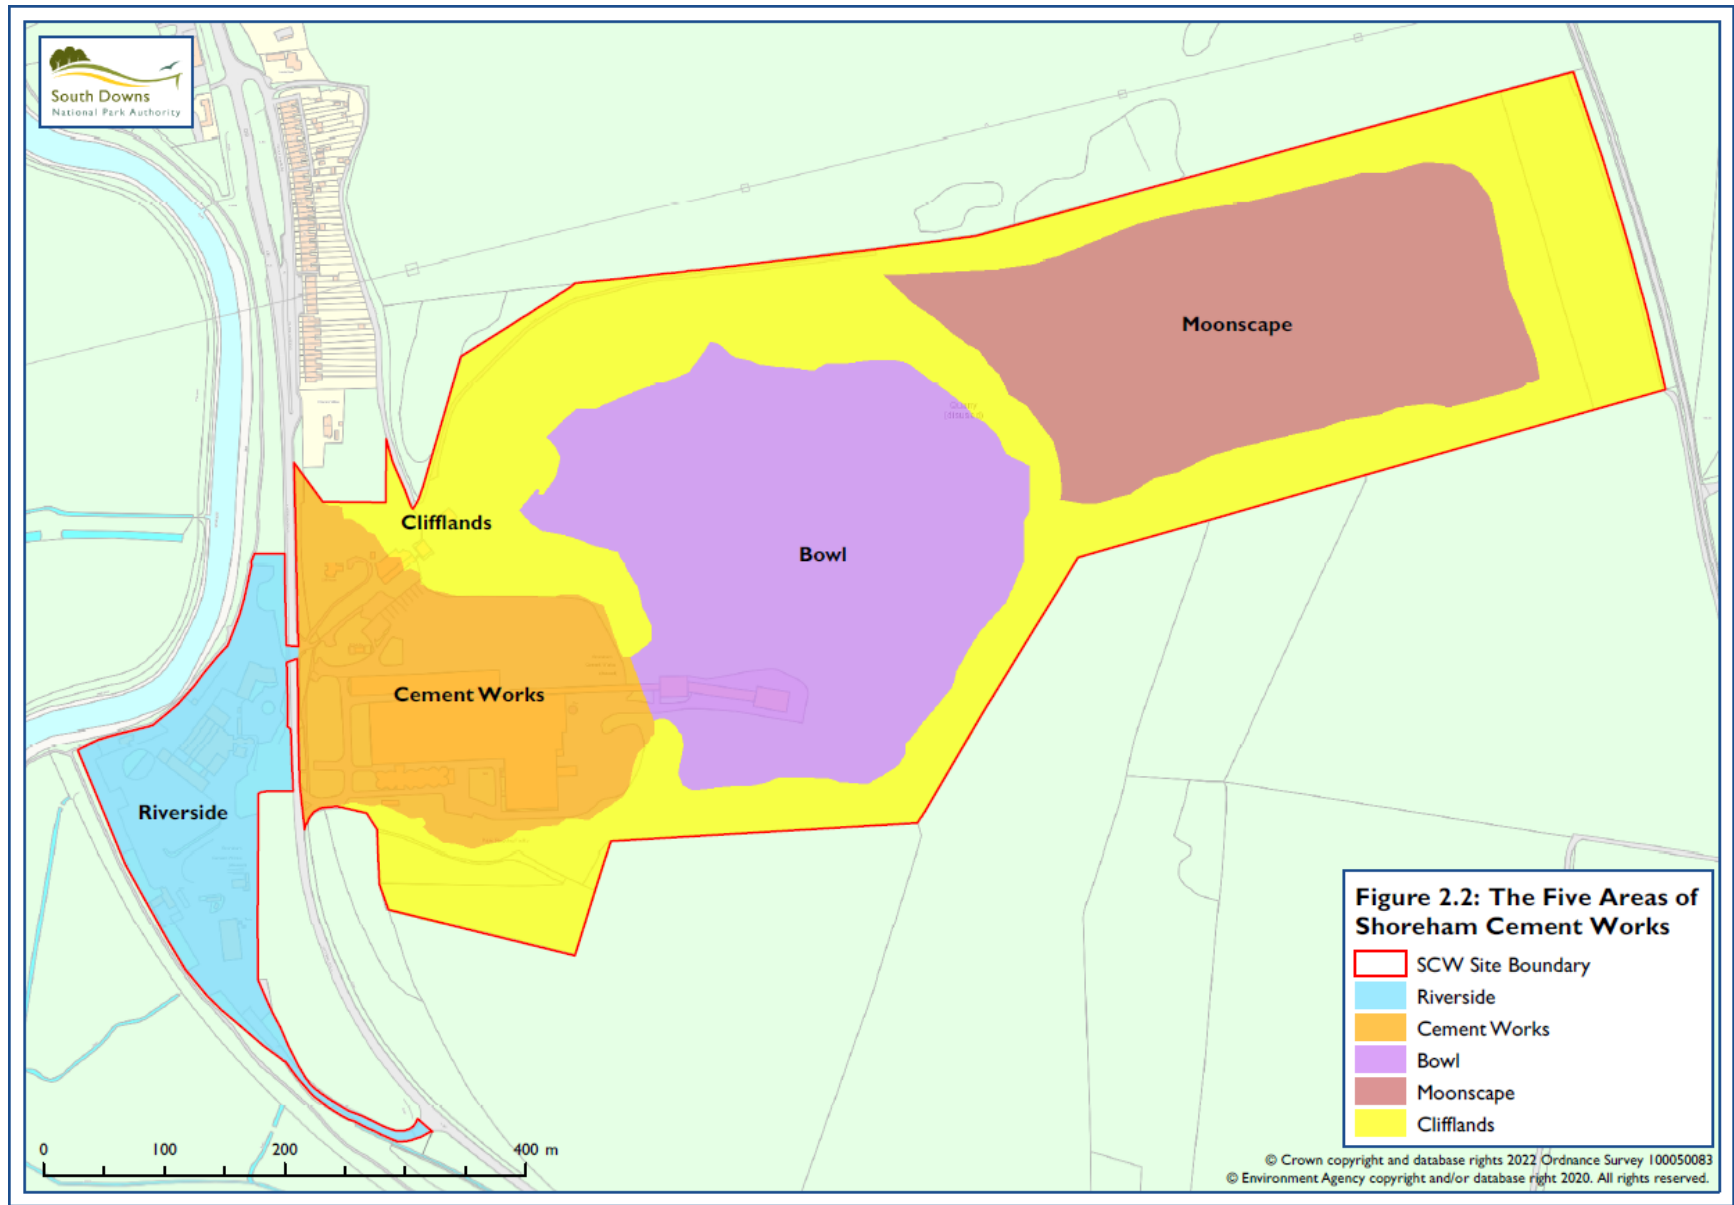 South Downs
National Park Authority
Moonscape
Quarry
(disused)
Clifflands
Bowl
Cement Works
Riverside
Figure 2.2: The Five Areas of
Shoreham Cement Works
SCW Site Boundary
Riverside
Cement Works
Bowl
Moonscape
Clifflands
0 100 200 400 m
© Crown copyright and database rights 2022 Ordnance Survey 100050083
© Environment Agency copyright and/or database right 2020. All rights reserved.